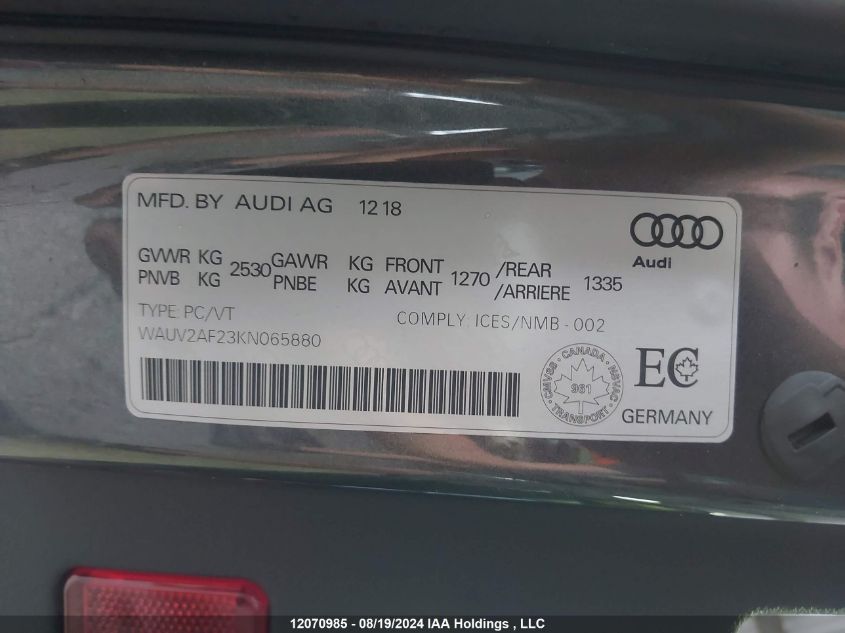 MFD. BY AUDI AG 12 18
Audi
GVWR KG 2530 GAWR KG FRONT 1270 /REAR 1335
PNVB KG PNBE KG AVANT /ARRIERE
TYPE: PC/VT COMPLY: ICES/NMB - 002
WAUV2AF23KN065880
CANADA
CMVSS NSVAC
961
TRANSPORT
EC
GERMANY
12070985 - 08/19/2024 IAA Holdings , LLC